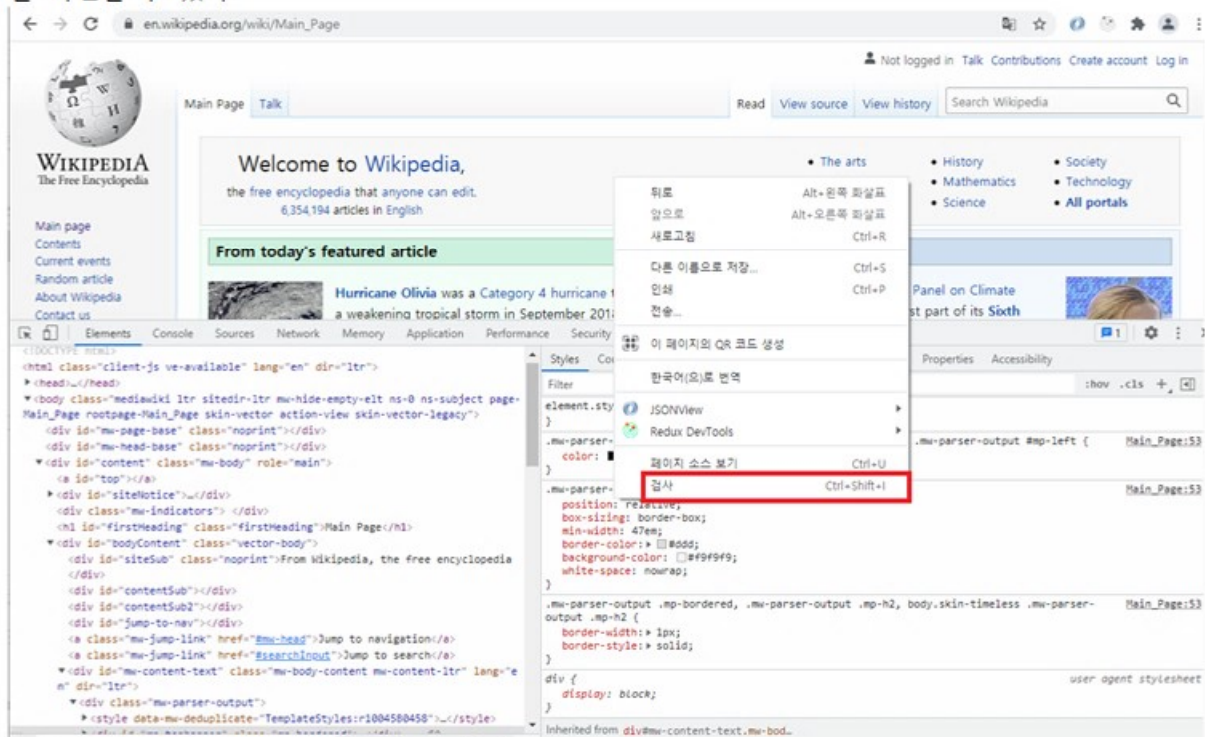 en.wikipedia.org/wiki/Main_Page
Not logged in Talk Contributions Create account Log in
Main Page Talk
Read View source View history Search Wikipedia
WIKIPEDIA
The Free Encyclopedia
Main page
Contents
Current events
Random article
About Wikipedia
Contact us
Welcome to Wikipedia,
the free encyclopedia that anyone can edit.
6,354,194 articles in English
• The arts
• History
• Mathematics
• Science
• Society
• Technology
• All portals
From today's featured article
Hurricane Olivia was a Category 4 hurricane
a weakening tropical storm in September 201
Panel on Climate
st part of its Sixth
뒤로 Alt+왼쪽 화살표
앞으로 Alt+오른쪽 화살표
새로고침 Ctrl+R
다른 이름으로 저장... Ctrl+S
인쇄 Ctrl+P
전송...
이 페이지의 QR 코드 생성
한국어(으)로 번역
JSONView
Redux DevTools
페이지 소스 보기 Ctrl+U
검사 Ctrl+Shift+I
Elements Console Sources Network Memory Application Performance Security
1
<!DOCTYPE html>
<html class="client-js ve-available" lang="en" dir="ltr">
<head>…</head>
<body class="mediawiki ltr sitedir-ltr mw-hide-empty-elt ns-0 ns-subject page-
Main_Page rootpage-Main_Page skin-vector action-view skin-vector-legacy">
<div id="mw-page-base" class="noprint"></div>
<div id="mw-head-base" class="noprint"></div>
<div id="content" class="mw-body" role="main">
<a id="top"></a>
<div id="siteNotice">…</div>
<div class="mw-indicators"> </div>
<h1 id="firstHeading" class="firstHeading">Main Page</h1>
<div id="bodyContent" class="vector-body">
<div id="siteSub" class="noprint">From Wikipedia, the free encyclopedia
</div>
<div id="contentSub"></div>
<div id="contentSub2"></div>
<div id="jump-to-nav"></div>
<a class="mw-jump-link" href="#mw-head">Jump to navigation</a>
<a class="mw-jump-link" href="#searchInput">Jump to search</a>
<div id="mw-content-text" class="mw-body-content mw-content-ltr" lang="e
n" dir="ltr">
<div class="mw-parser-output">
<style data-mw-deduplicate="TemplateStyles:r1004580458">…</style>
Styles Co Properties Accessibility
Filter :hov .cls +
element.sty
}
.mw-parser- .mw-parser-output #mp-left { Main_Page:53
color:
}
.mw-parser- Main_Page:53
position: relative;
box-sizing: border-box;
min-width: 47em;
border-color: #ddd;
background-color: #f9f9f9;
white-space: nowrap;
}
.mw-parser-output .mp-bordered, .mw-parser-output .mp-h2, body.skin-timeless .mw-parser- Main_Page:53
output .mp-h2 {
border-width: 1px;
border-style: solid;
}
div { user agent stylesheet
display: block;
}
Inherited from div#mw-content-text.mw-bod…